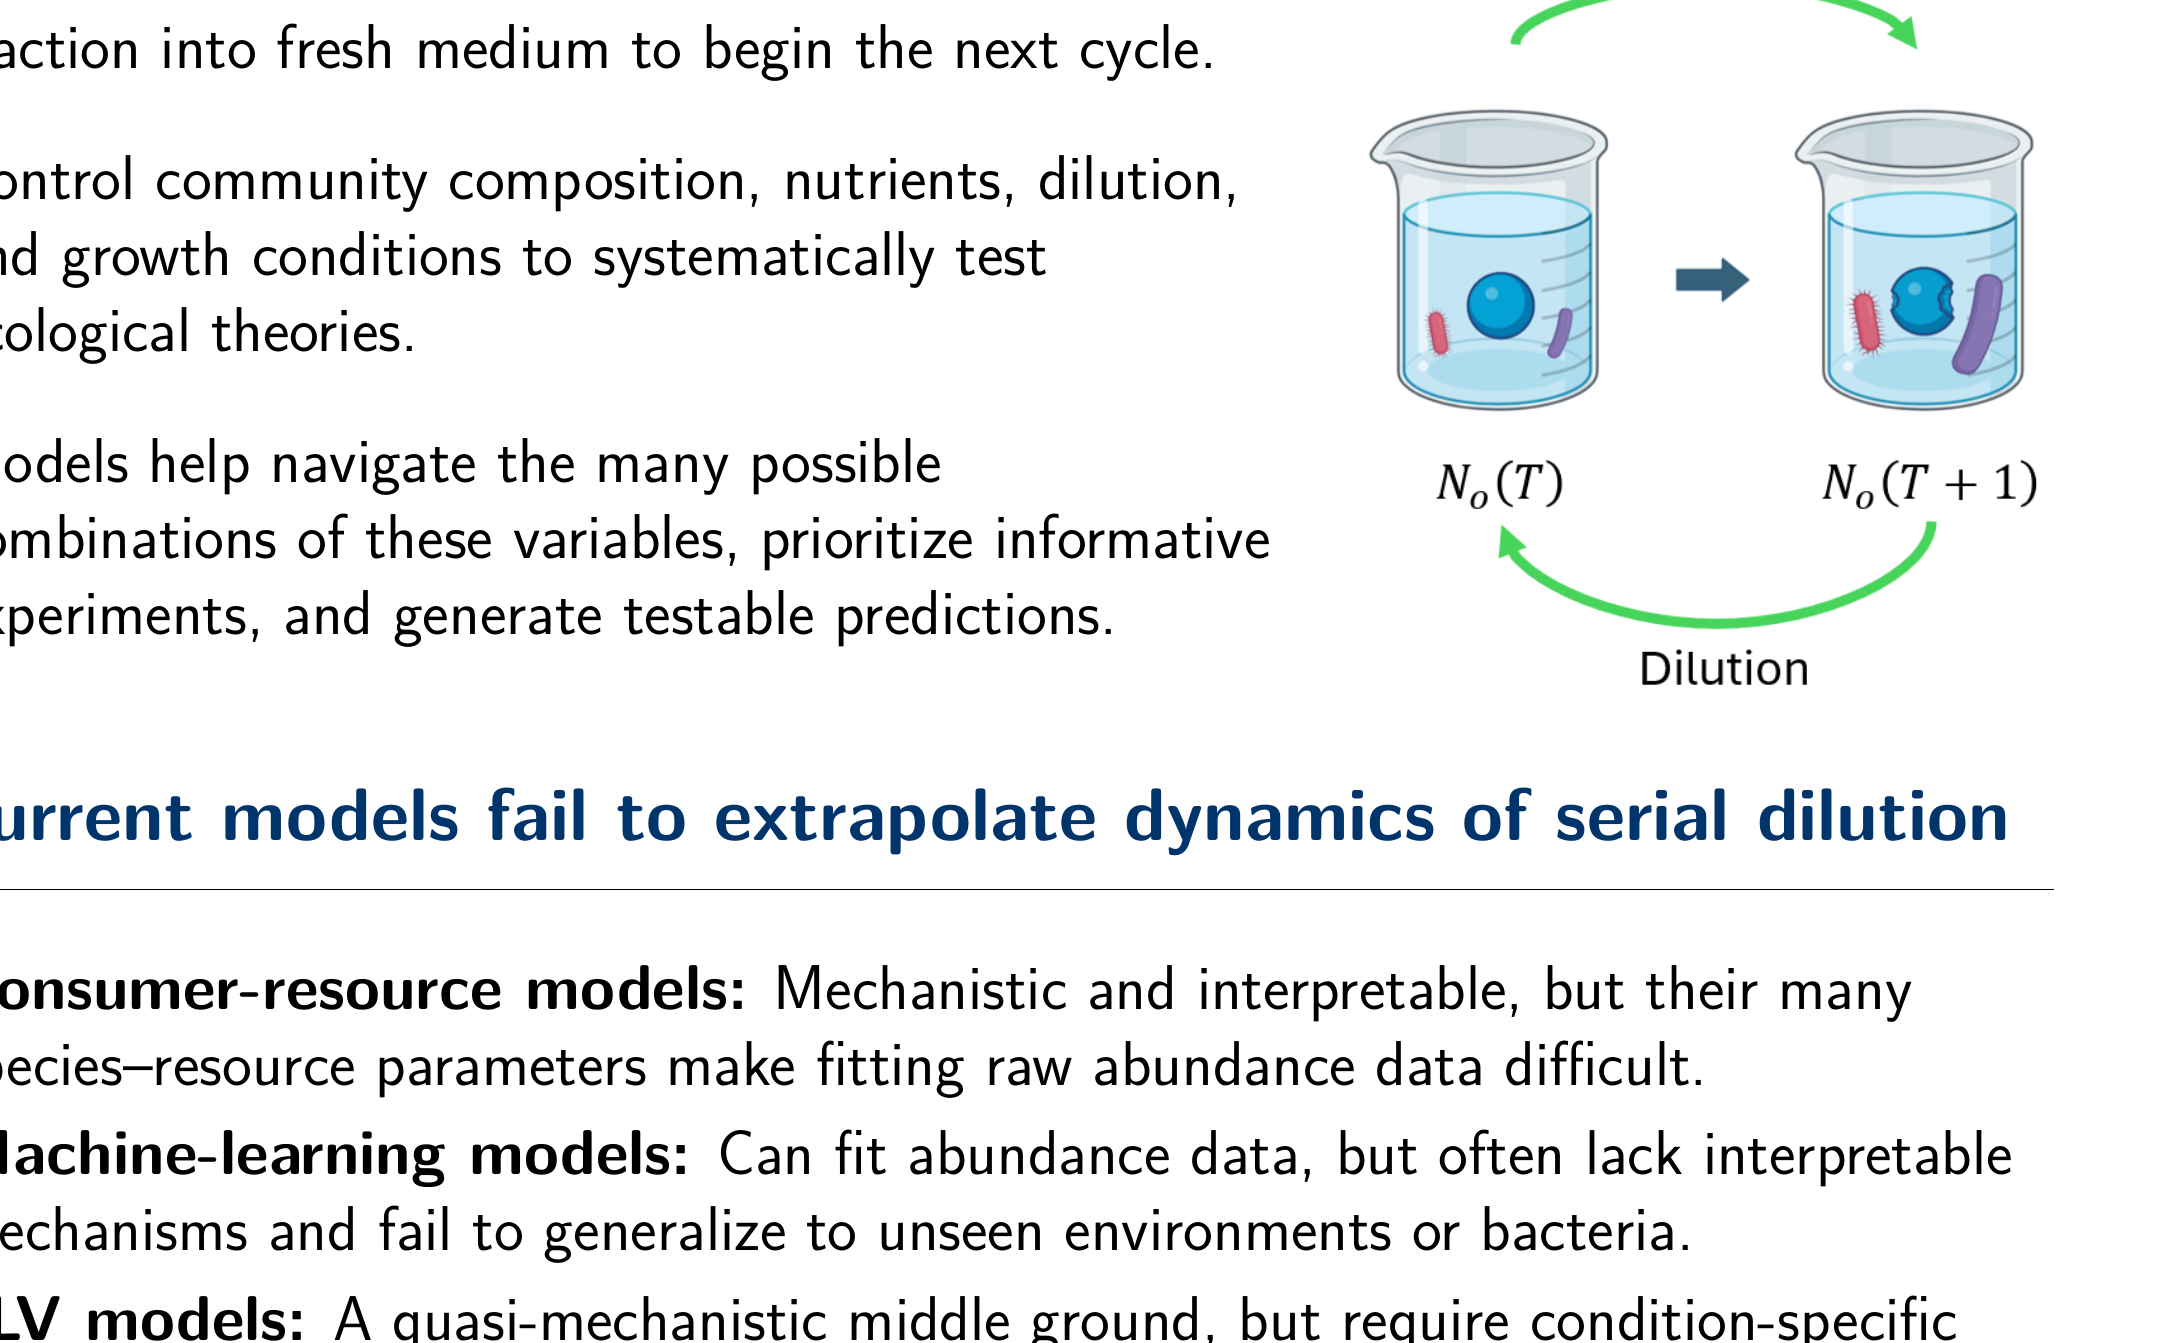 action into fresh medium to begin the next cycle.
ontrol community composition, nutrients, dilution,
nd growth conditions to systematically test
cological theories.
odels help navigate the many possible
ombinations of these variables, prioritize informative
xperiments, and generate testable predictions.
N_o(T)
N_o(T + 1)
Dilution
urrent models fail to extrapolate dynamics of serial dilution
onsumer-resource models: Mechanistic and interpretable, but their many
pecies–resource parameters make fitting raw abundance data difficult.
achine-learning models: Can fit abundance data, but often lack interpretable
echanisms and fail to generalize to unseen environments or bacteria.
LV models: A quasi-mechanistic middle ground, but require condition-specific